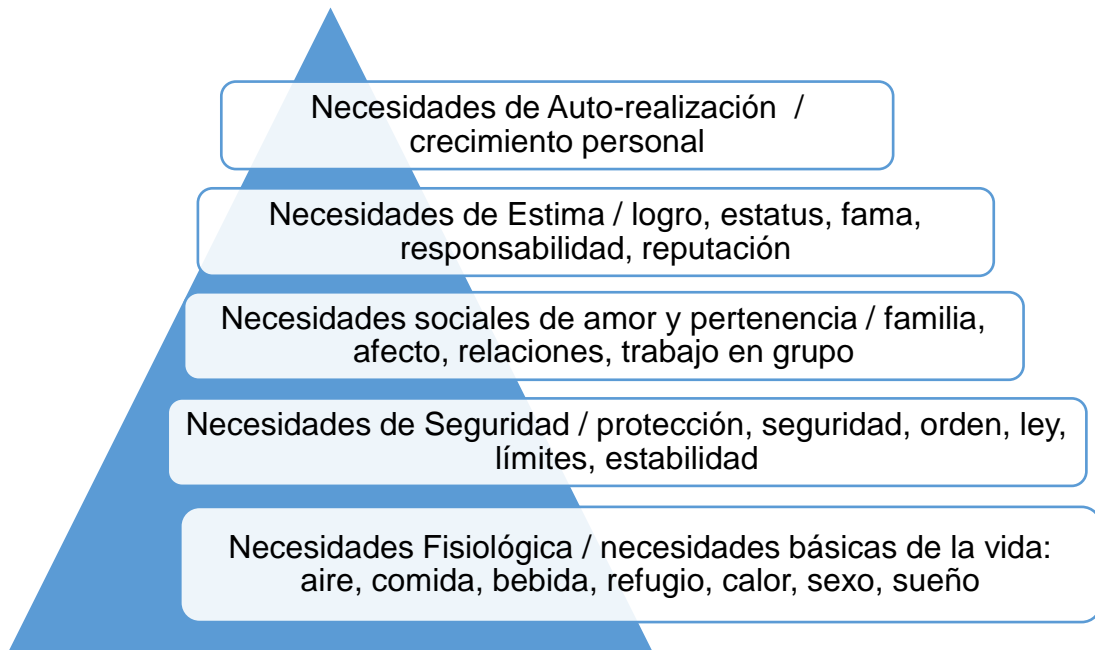 Necesidades de Auto-realización  /
crecimiento personal
Necesidades de Estima / logro, estatus, fama,
responsabilidad, reputación
Necesidades sociales de amor y pertenencia / familia,
afecto, relaciones, trabajo en grupo
Necesidades de Seguridad / protección, seguridad, orden, ley,
límites, estabilidad
Necesidades Fisiológica / necesidades básicas de la vida:
aire, comida, bebida, refugio, calor, sexo, sueño